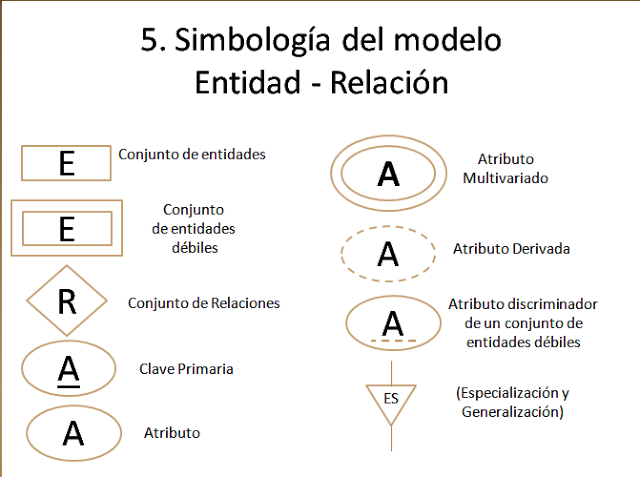 5. Simbología del modelo
Entidad - Relación
E
Conjunto de entidades
E
Conjunto
de entidades
débiles
R
Conjunto de Relaciones
A
Clave Primaria
A
Atributo
A
Atributo
Multivariado
A
Atributo Derivada
A
Atributo discriminador
de un conjunto de
entidades débiles
ES
(Especialización y
Generalización)